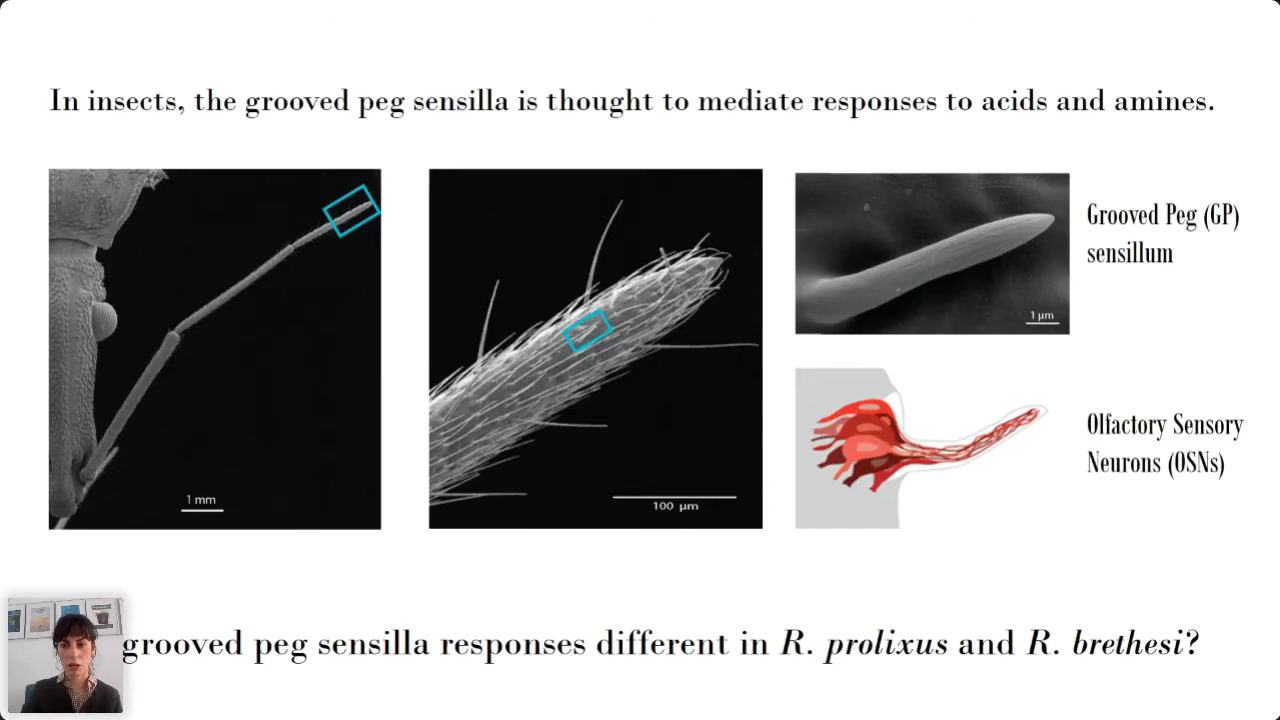 In insects, the grooved peg sensilla is thought to mediate responses to acids and amines.
1 mm
100 µm
1 µm
Grooved Peg (GP)
sensillum
Olfactory Sensory
Neurons (OSNs)
grooved peg sensilla responses different in R. prolixus and R. brethesi?